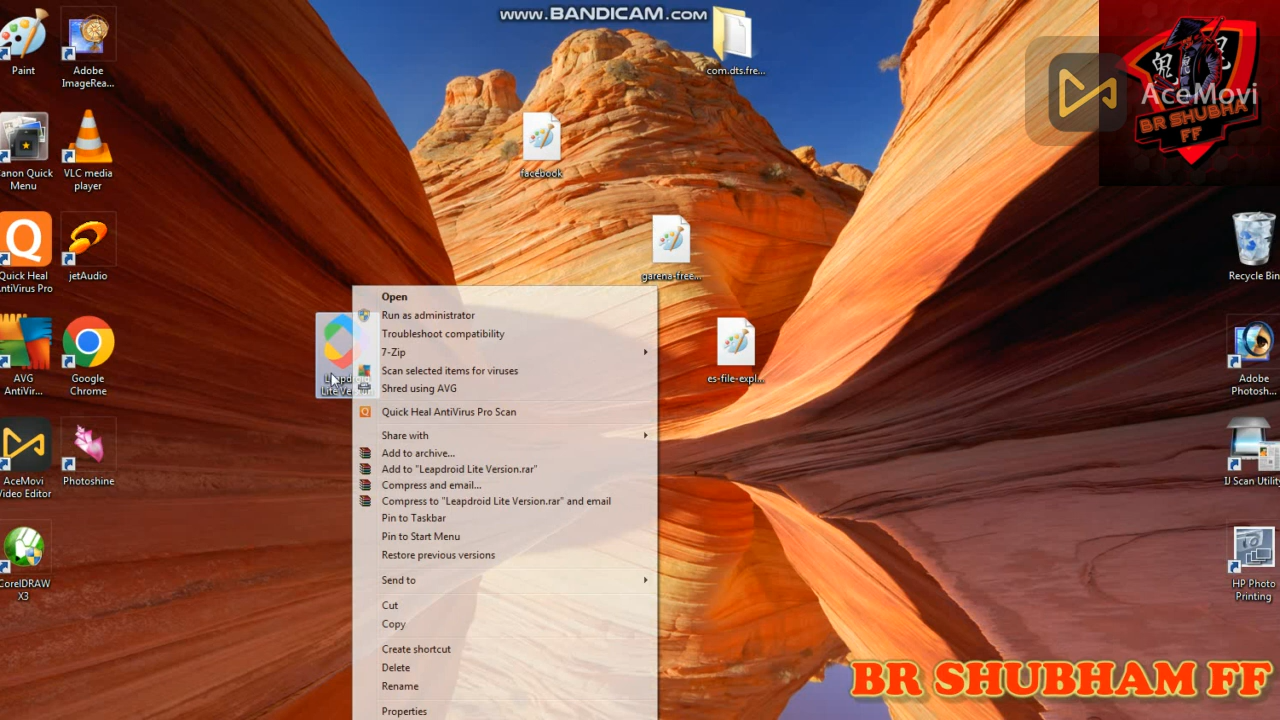 www.BANDICAM.com
Paint
Adobe
ImageRea...
com.dts.fre...
AceMovi
BR SHUBHA
FF
鬼
facebook
anon Quick
Menu
VLC media
player
Quick Heal
AntiVirus Pro
jetAudio
garena-free...
Recycle Bin
AVG
AntiVir...
Google
Chrome
Lite Ver...
es-file-expl...
Adobe
Photosh...
Open
Run as administrator
Troubleshoot compatibility
7-Zip
Scan selected items for viruses
Shred using AVG
Quick Heal AntiVirus Pro Scan
Share with
Add to archive...
Add to "Leapdroid Lite Version.rar"
Compress and email...
Compress to "Leapdroid Lite Version.rar" and email
Pin to Taskbar
Pin to Start Menu
Restore previous versions
Send to
Cut
Copy
Create shortcut
Delete
Rename
Properties
AceMovi
Video Editor
Photoshine
IJ Scan Utility
CorelDRAW
X3
HP Photo
Printing
BR SHUBHAM FF